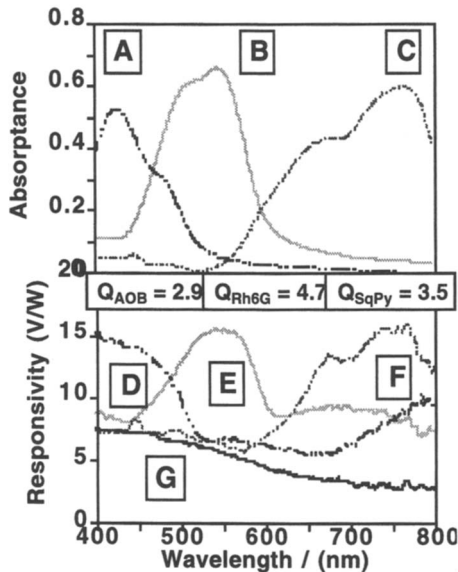 0.8
A B C
0.6
Absorptance
0.4
0.2
0
20
Q_AOB = 2.9 Q_Rh6G = 4.7 Q_SqPy = 3.5
15
Responsivity (V/W)
D E F
10
G
5
0
400 500 600 700 800
Wavelength / (nm)